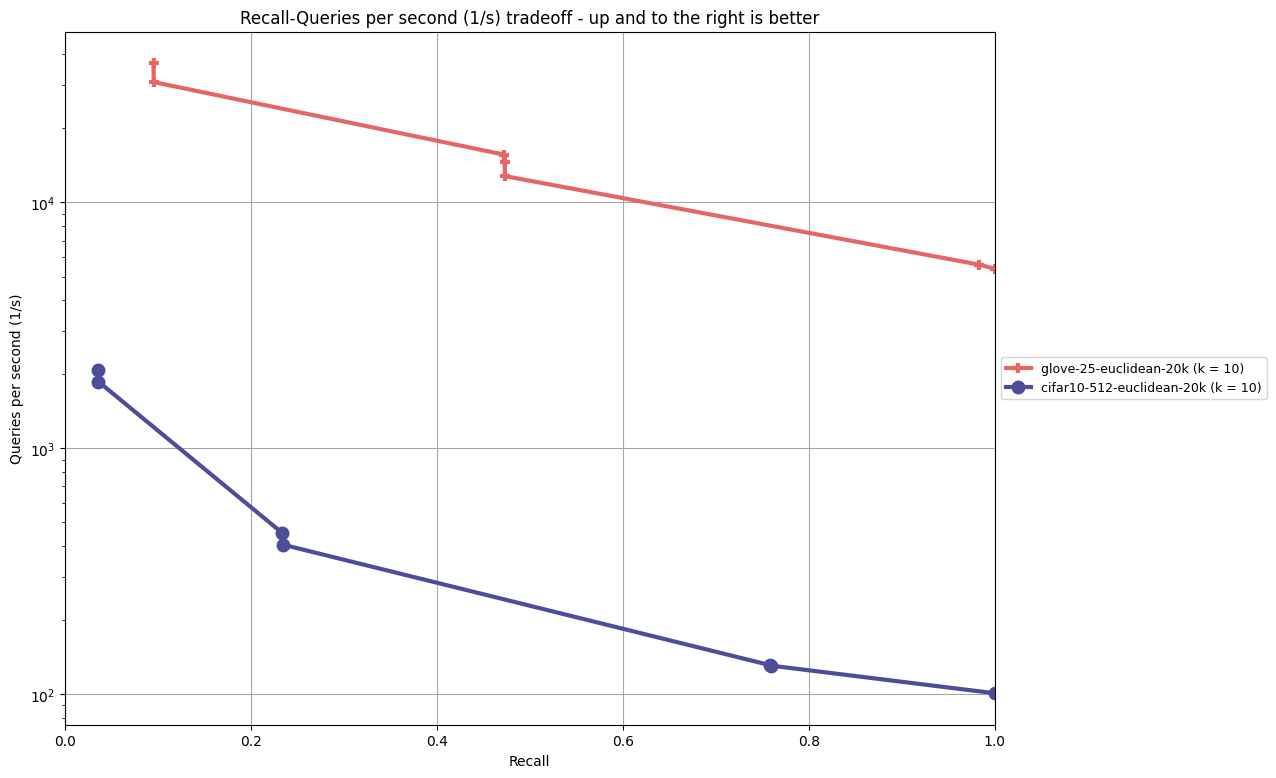 Recall-Queries per second (1/s) tradeoff - up and to the right is better
Queries per second (1/s)
10⁴
10³
10²
0.0 0.2 0.4 0.6 0.8 1.0
Recall
glove-25-euclidean-20k (k = 10)
cifar10-512-euclidean-20k (k = 10)